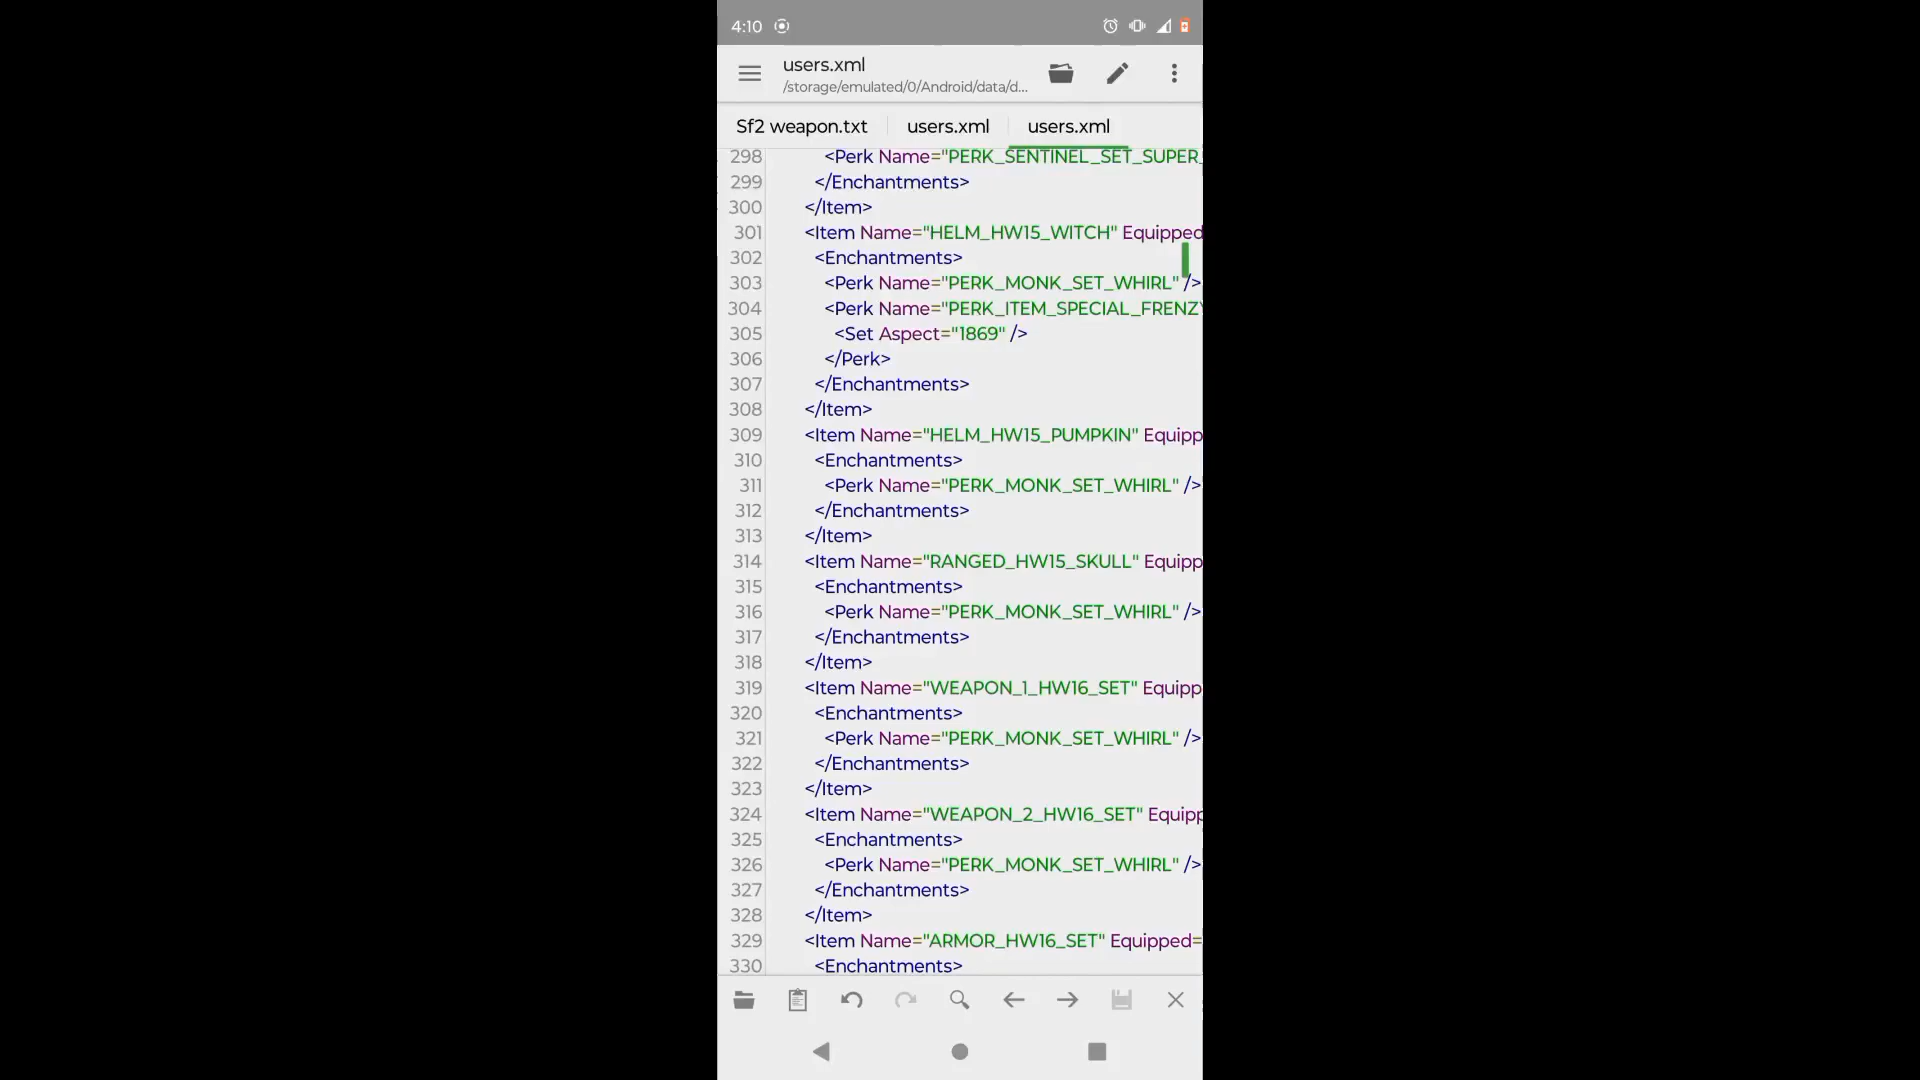 4:10
users.xml
/storage/emulated/0/Android/data/d...
Sf2 weapon.txt users.xml users.xml
298 <Perk Name="PERK_SENTINEL_SET_SUPER_
299 </Enchantments>
300 </Item>
301 <Item Name="HELM_HW15_WITCH" Equipped
302 <Enchantments>
303 <Perk Name="PERK_MONK_SET_WHIRL" />
304 <Perk Name="PERK_ITEM_SPECIAL_FRENZY
305 <Set Aspect="1869" />
306 </Perk>
307 </Enchantments>
308 </Item>
309 <Item Name="HELM_HW15_PUMPKIN" Equipp
310 <Enchantments>
311 <Perk Name="PERK_MONK_SET_WHIRL" />
312 </Enchantments>
313 </Item>
314 <Item Name="RANGED_HW15_SKULL" Equipp
315 <Enchantments>
316 <Perk Name="PERK_MONK_SET_WHIRL" />
317 </Enchantments>
318 </Item>
319 <Item Name="WEAPON_1_HW16_SET" Equipp
320 <Enchantments>
321 <Perk Name="PERK_MONK_SET_WHIRL" />
322 </Enchantments>
323 </Item>
324 <Item Name="WEAPON_2_HW16_SET" Equipp
325 <Enchantments>
326 <Perk Name="PERK_MONK_SET_WHIRL" />
327 </Enchantments>
328 </Item>
329 <Item Name="ARMOR_HW16_SET" Equipped=
330 <Enchantments>